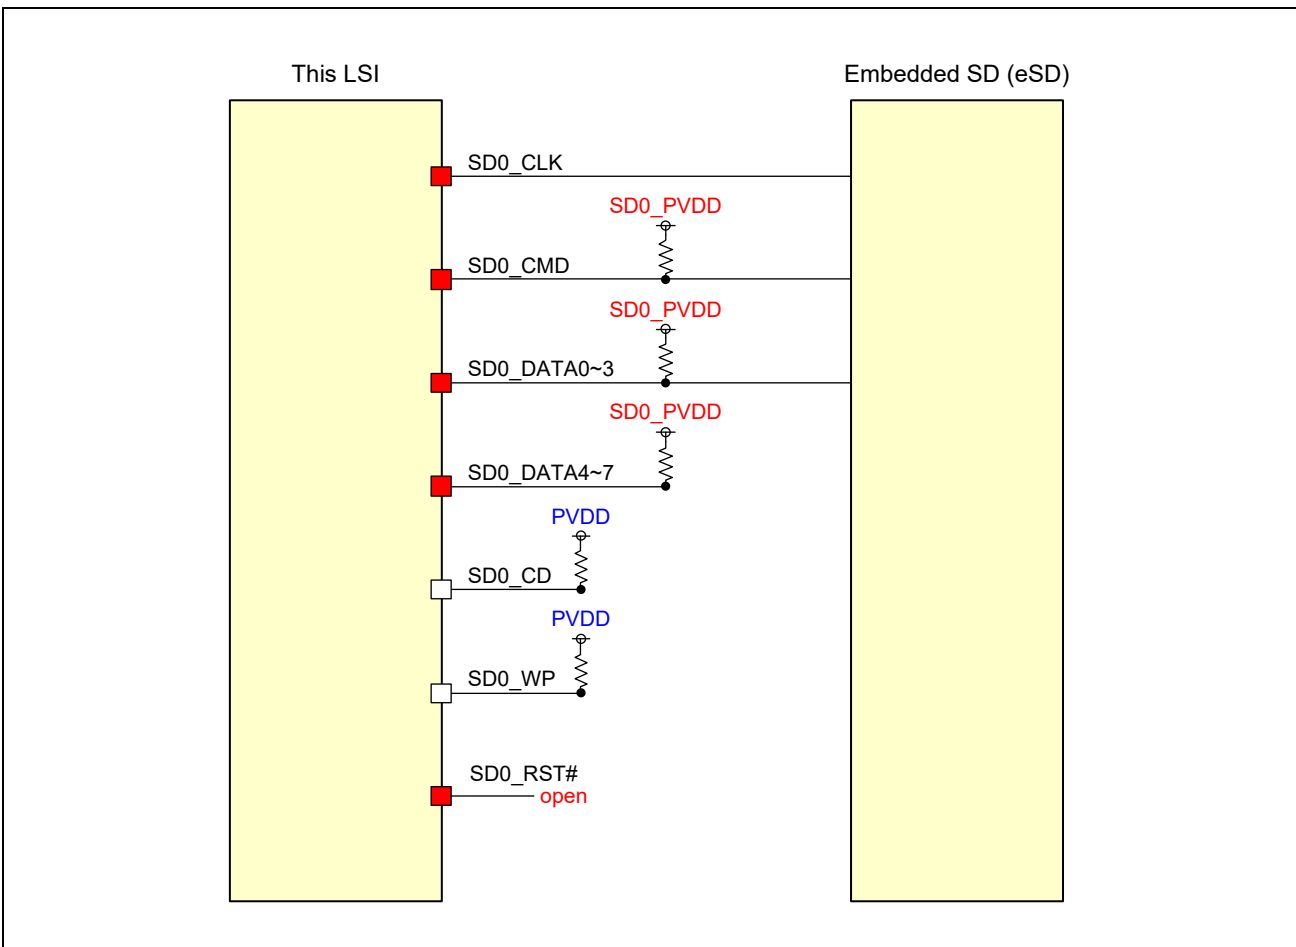 This LSI
Embedded SD (eSD)
SD0_CLK
SD0_PVDD
SD0_CMD
SD0_PVDD
SD0_DATA0~3
SD0_PVDD
SD0_DATA4~7
PVDD
SD0_CD
PVDD
SD0_WP
SD0_RST#
open